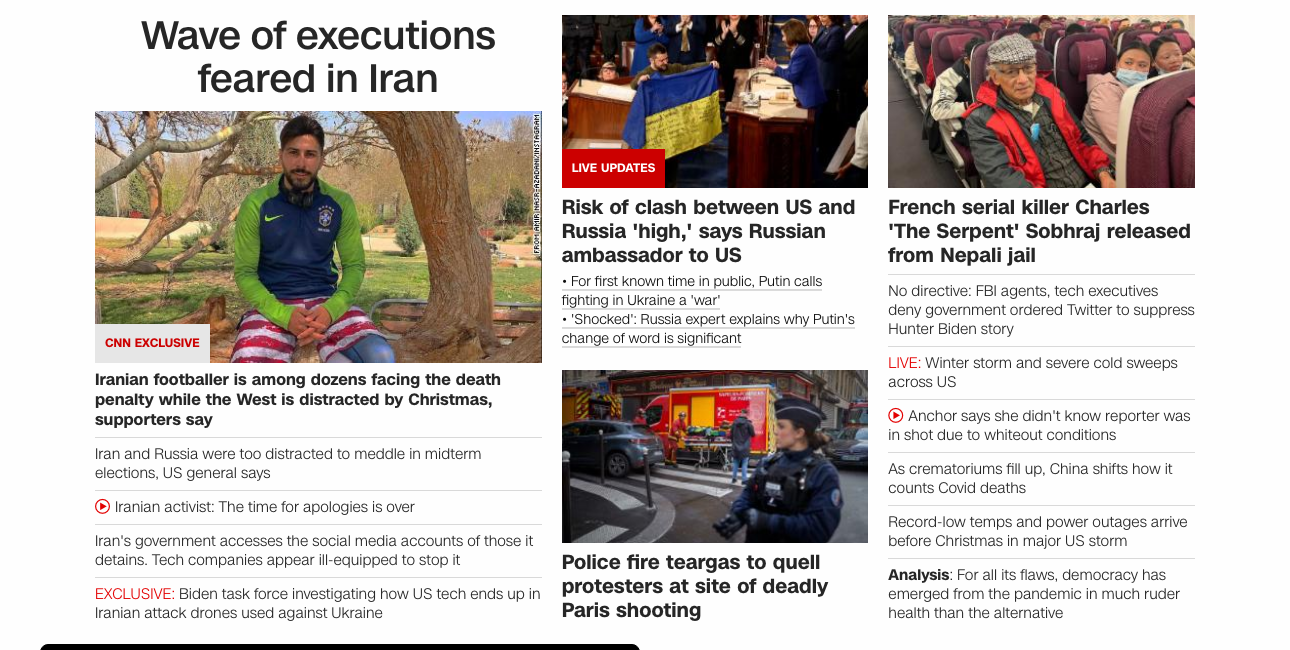 Wave of executions
feared in Iran
FROM AMIR NASR-AZADANI/INSTAGRAM
CNN EXCLUSIVE
Iranian footballer is among dozens facing the death
penalty while the West is distracted by Christmas,
supporters say
Iran and Russia were too distracted to meddle in midterm
elections, US general says
Iranian activist: The time for apologies is over
Iran's government accesses the social media accounts of those it
detains. Tech companies appear ill-equipped to stop it
EXCLUSIVE: Biden task force investigating how US tech ends up in
Iranian attack drones used against Ukraine
LIVE UPDATES
Risk of clash between US and
Russia 'high,' says Russian
ambassador to US
• For first known time in public, Putin calls
fighting in Ukraine a 'war'
• 'Shocked': Russia expert explains why Putin's
change of word is significant
Police fire teargas to quell
protesters at site of deadly
Paris shooting
French serial killer Charles
'The Serpent' Sobhraj released
from Nepali jail
No directive: FBI agents, tech executives
deny government ordered Twitter to suppress
Hunter Biden story
LIVE: Winter storm and severe cold sweeps
across US
Anchor says she didn't know reporter was
in shot due to whiteout conditions
As crematoriums fill up, China shifts how it
counts Covid deaths
Record-low temps and power outages arrive
before Christmas in major US storm
Analysis: For all its flaws, democracy has
emerged from the pandemic in much ruder
health than the alternative